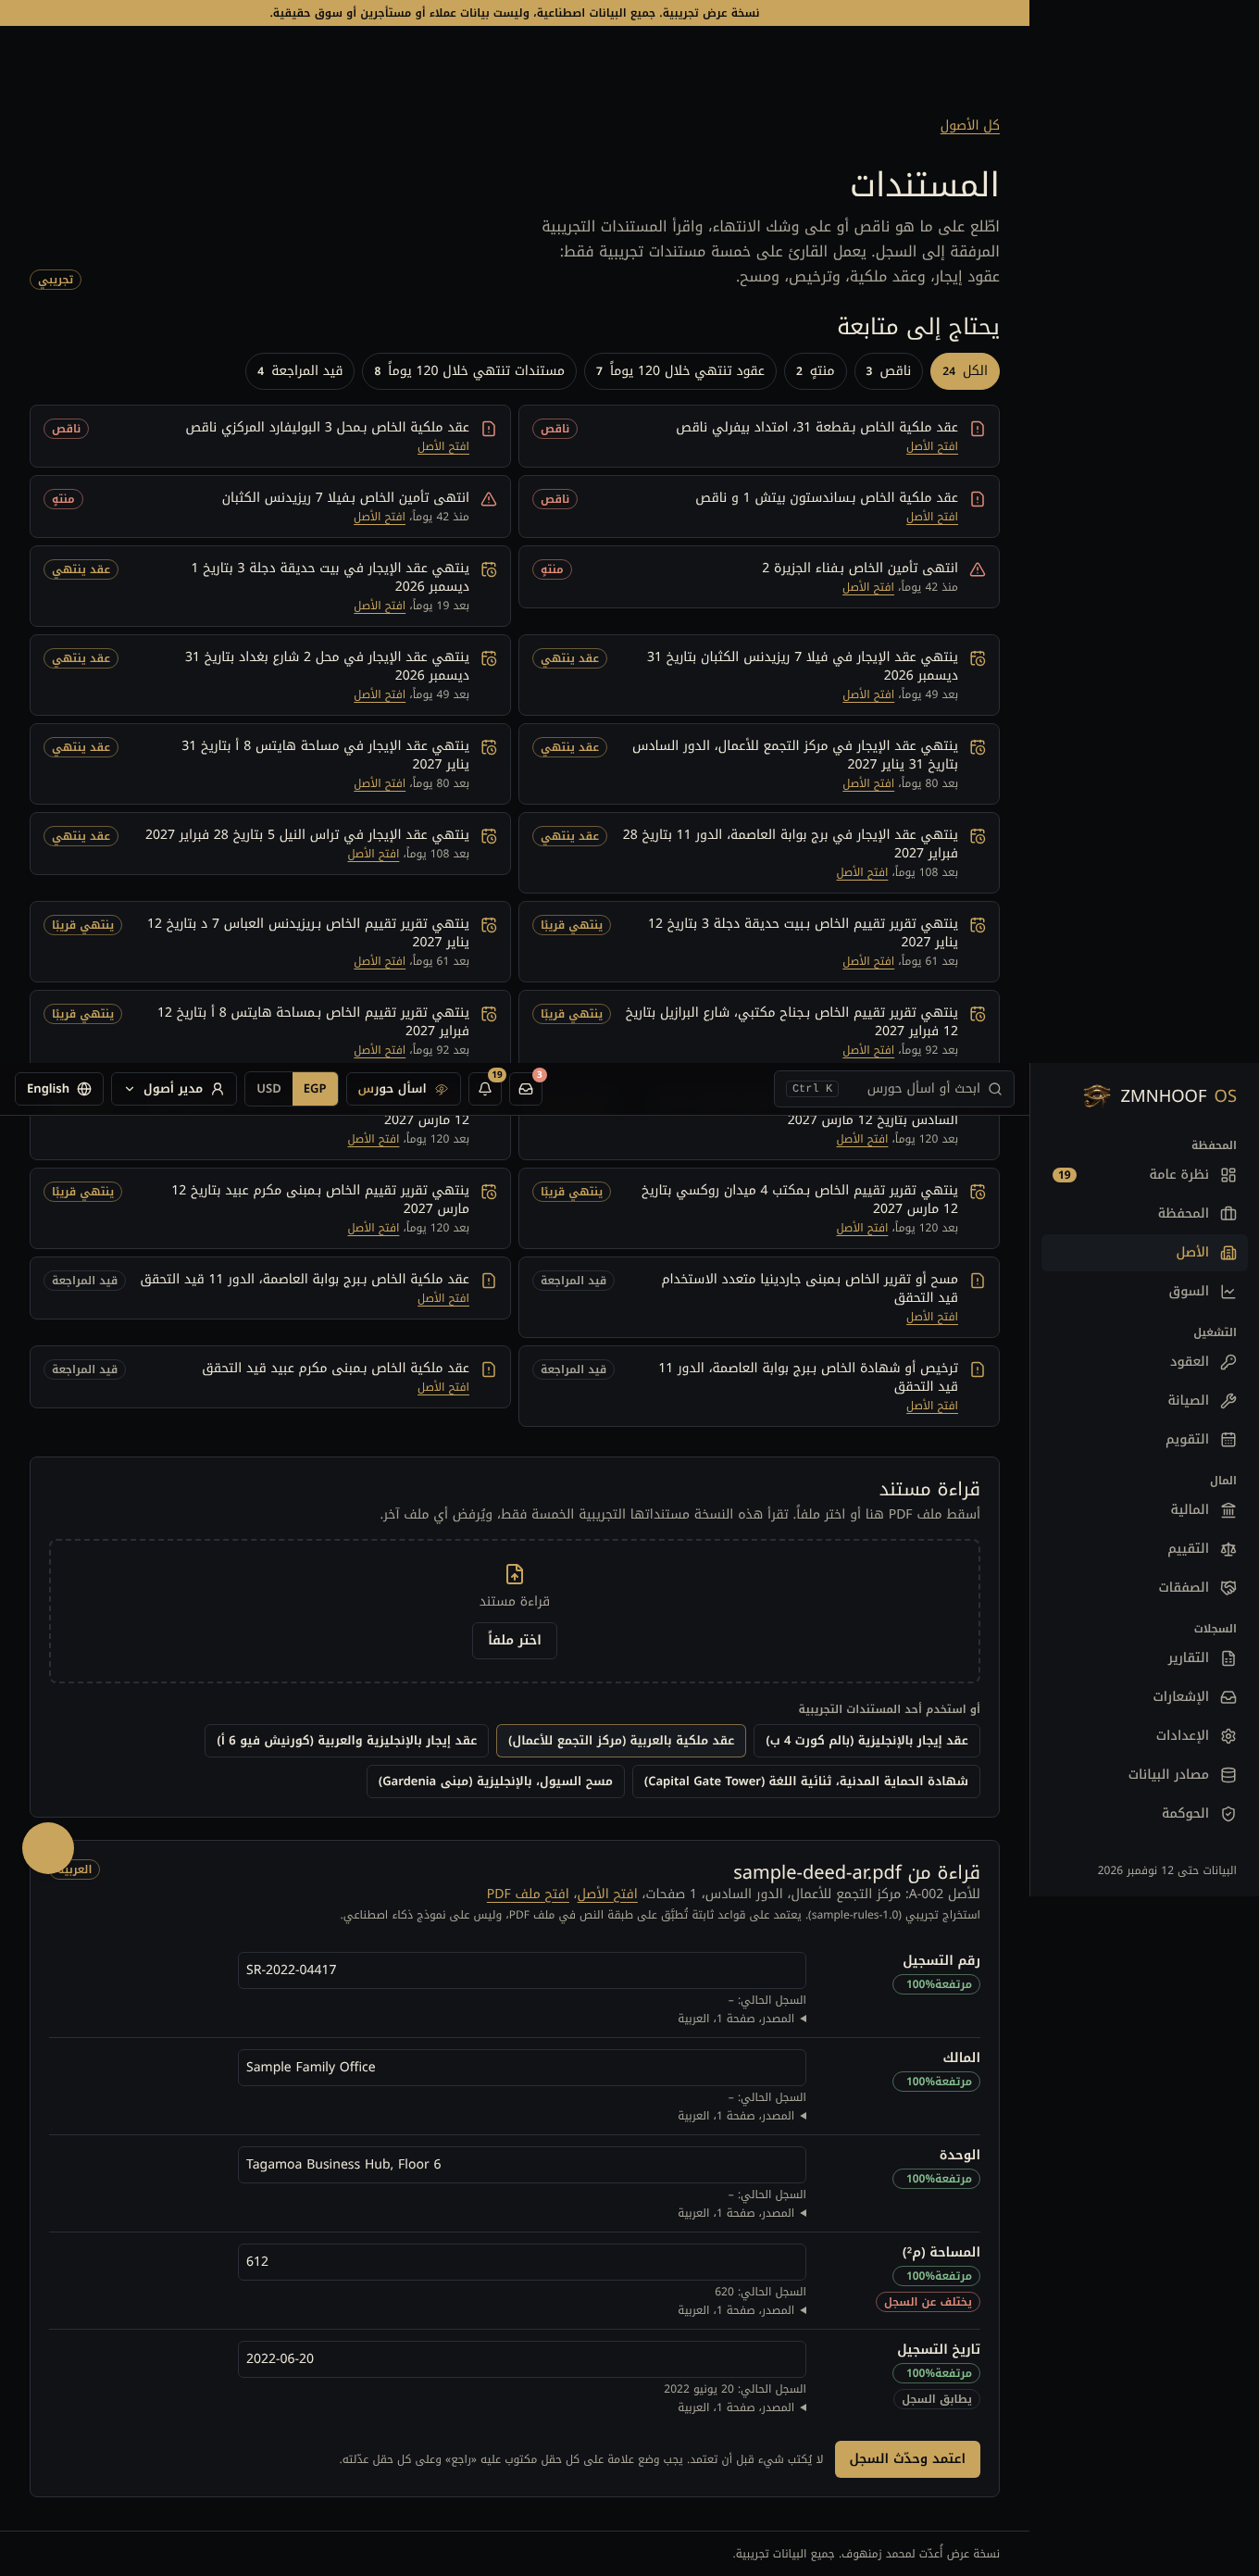 نسخة عرض تجريبية. جميع البيانات اصطناعية، وليست بيانات عملاء أو مستأجرين أو سوق حقيقية.
كل الأصول
المستندات
اطّلع على ما هو ناقص أو على وشك الانتهاء، واقرأ المستندات التجريبية
المرفقة إلى السجل. يعمل القارئ على خمسة مستندات تجريبية فقط:
عقود إيجار، وعقد ملكية، وترخيص، ومسح.
تجريبي
يحتاج إلى متابعة
الكل 24
ناقص 3
منتهٍ 2
عقود تنتهي خلال 120 يوماً 7
مستندات تنتهي خلال 120 يوماً 8
قيد المراجعة 4
عقد ملكية الخاص بـقطعة 31، امتداد بيفرلي ناقص
افتح الأصل
ناقص
عقد ملكية الخاص بـمحل 3 البوليفارد المركزي ناقص
افتح الأصل
ناقص
عقد ملكية الخاص بـساندستون بيتش 1 و ناقص
افتح الأصل
ناقص
انتهى تأمين الخاص بـفيلا 7 ريزيدنس الكثبان
منذ 42 يوماً، افتح الأصل
منتهٍ
انتهى تأمين الخاص بـفناء الجزيرة 2
منذ 42 يوماً، افتح الأصل
منتهٍ
ينتهي عقد الإيجار في بيت حديقة دجلة 3 بتاريخ 1
ديسمبر 2026
بعد 19 يوماً، افتح الأصل
عقد ينتهي
ينتهي عقد الإيجار في فيلا 7 ريزيدنس الكثبان بتاريخ 31
ديسمبر 2026
بعد 49 يوماً، افتح الأصل
عقد ينتهي
ينتهي عقد الإيجار في محل 2 شارع بغداد بتاريخ 31
ديسمبر 2026
بعد 49 يوماً، افتح الأصل
عقد ينتهي
ينتهي عقد الإيجار في مركز التجمع للأعمال، الدور السادس
بتاريخ 31 يناير 2027
بعد 80 يوماً، افتح الأصل
عقد ينتهي
ينتهي عقد الإيجار في مساحة هايتس 8 أ بتاريخ 31
يناير 2027
بعد 80 يوماً، افتح الأصل
عقد ينتهي
ينتهي عقد الإيجار في برج بوابة العاصمة، الدور 11 بتاريخ 28
فبراير 2027
بعد 108 يوماً، افتح الأصل
عقد ينتهي
ينتهي عقد الإيجار في تراس النيل 5 بتاريخ 28 فبراير 2027
بعد 108 يوماً، افتح الأصل
عقد ينتهي
ينتهي تقرير تقييم الخاص بـبيت حديقة دجلة 3 بتاريخ 12
يناير 2027
بعد 61 يوماً، افتح الأصل
ينتهي قريبًا
ينتهي تقرير تقييم الخاص بـريزيدنس العباس 7 د بتاريخ 12
يناير 2027
بعد 61 يوماً، افتح الأصل
ينتهي قريبًا
ينتهي تقرير تقييم الخاص بـجناح مكتبي، شارع البرازيل بتاريخ
12 فبراير 2027
بعد 92 يوماً، افتح الأصل
ينتهي قريبًا
ينتهي تقرير تقييم الخاص بـمساحة هايتس 8 أ بتاريخ 12
فبراير 2027
بعد 92 يوماً، افتح الأصل
ينتهي قريبًا
ZMNHOOF OS
ابحث أو اسأل حورس
Ctrl K
3
19
اسأل حورس
EGP
USD
مدير أصول
English
السادس بتاريخ 12 مارس 2027
بعد 120 يوماً، افتح الأصل
12 مارس 2027
بعد 120 يوماً، افتح الأصل
ينتهي تقرير تقييم الخاص بـمكتب 4 ميدان روكسي بتاريخ
12 مارس 2027
بعد 120 يوماً، افتح الأصل
ينتهي قريبًا
ينتهي تقرير تقييم الخاص بـمبنى مكرم عبيد بتاريخ 12
مارس 2027
بعد 120 يوماً، افتح الأصل
ينتهي قريبًا
مسح أو تقرير الخاص بـمبنى جاردينيا متعدد الاستخدام
قيد التحقق
افتح الأصل
قيد المراجعة
عقد ملكية الخاص بـبرج بوابة العاصمة، الدور 11 قيد التحقق
افتح الأصل
قيد المراجعة
ترخيص أو شهادة الخاص بـبرج بوابة العاصمة، الدور 11
قيد التحقق
افتح الأصل
قيد المراجعة
عقد ملكية الخاص بـمبنى مكرم عبيد قيد التحقق
افتح الأصل
قيد المراجعة
المحفظة
نظرة عامة 19
المحفظة
الأصل
السوق
التشغيل
العقود
الصيانة
التقويم
المال
المالية
التقييم
الصفقات
السجلات
التقارير
الإشعارات
الإعدادات
مصادر البيانات
الحوكمة
البيانات حتى 12 نوفمبر 2026
قراءة مستند
أسقط ملف PDF هنا أو اختر ملفاً. تقرأ هذه النسخة مستنداتها التجريبية الخمسة فقط، ويُرفض أي ملف آخر.
قراءة مستند
اختر ملفاً
أو استخدم أحد المستندات التجريبية
عقد إيجار بالإنجليزية (بالم كورت 4 ب)
عقد ملكية بالعربية (مركز التجمع للأعمال)
عقد إيجار بالإنجليزية والعربية (كورنيش فيو 6 أ)
شهادة الحماية المدنية، ثنائية اللغة (Capital Gate Tower)
مسح السيول، بالإنجليزية (مبنى Gardenia)
قراءة من sample-deed-ar.pdf
العربية
للأصل A-002: مركز التجمع للأعمال، الدور السادس، 1 صفحات، افتح الأصل، افتح ملف PDF
استخراج تجريبي (sample-rules-1.0). يعتمد على قواعد ثابتة تُطبَّق على طبقة النص في ملف PDF، وليس على نموذج ذكاء اصطناعي.
رقم التسجيل
مرتفعة100%
SR-2022-04417
السجل الحالي: –
المصدر، صفحة 1، العربية
المالك
مرتفعة100%
Sample Family Office
السجل الحالي: –
المصدر، صفحة 1، العربية
الوحدة
مرتفعة100%
Tagamoa Business Hub, Floor 6
السجل الحالي: –
المصدر، صفحة 1، العربية
المساحة (م²)
مرتفعة100%
يختلف عن السجل
612
السجل الحالي: 620
المصدر، صفحة 1، العربية
تاريخ التسجيل
مرتفعة100%
يطابق السجل
2022-06-20
السجل الحالي: 20 يونيو 2022
المصدر، صفحة 1، العربية
اعتمد وحدّث السجل
لا يُكتب شيء قبل أن تعتمد. يجب وضع علامة على كل حقل مكتوب عليه «راجع» وعلى كل حقل عدّلته.
نسخة عرض أُعدّت لمحمد زمنهوف. جميع البيانات تجريبية.